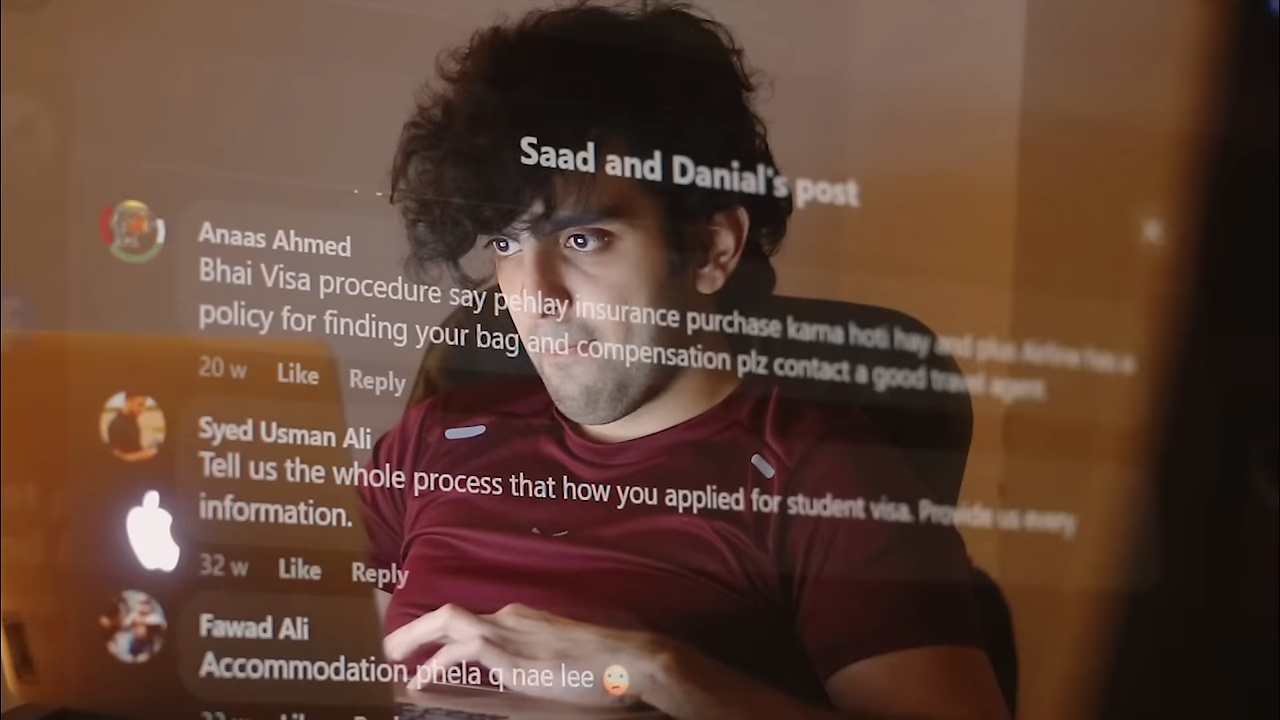 Saad and Danial's post
Anaas Ahmed
Bhai Visa procedure say pehlay insurance purchase karna hoti hay and plus Airline has a
policy for finding your bag and compensation plz contact a good travel agent
20 w Like Reply
Syed Usman Ali
Tell us the whole process that how you applied for student visa. Provide us every
information.
32 w Like Reply
Fawad Ali
Accommodation phela q nae lee 😥